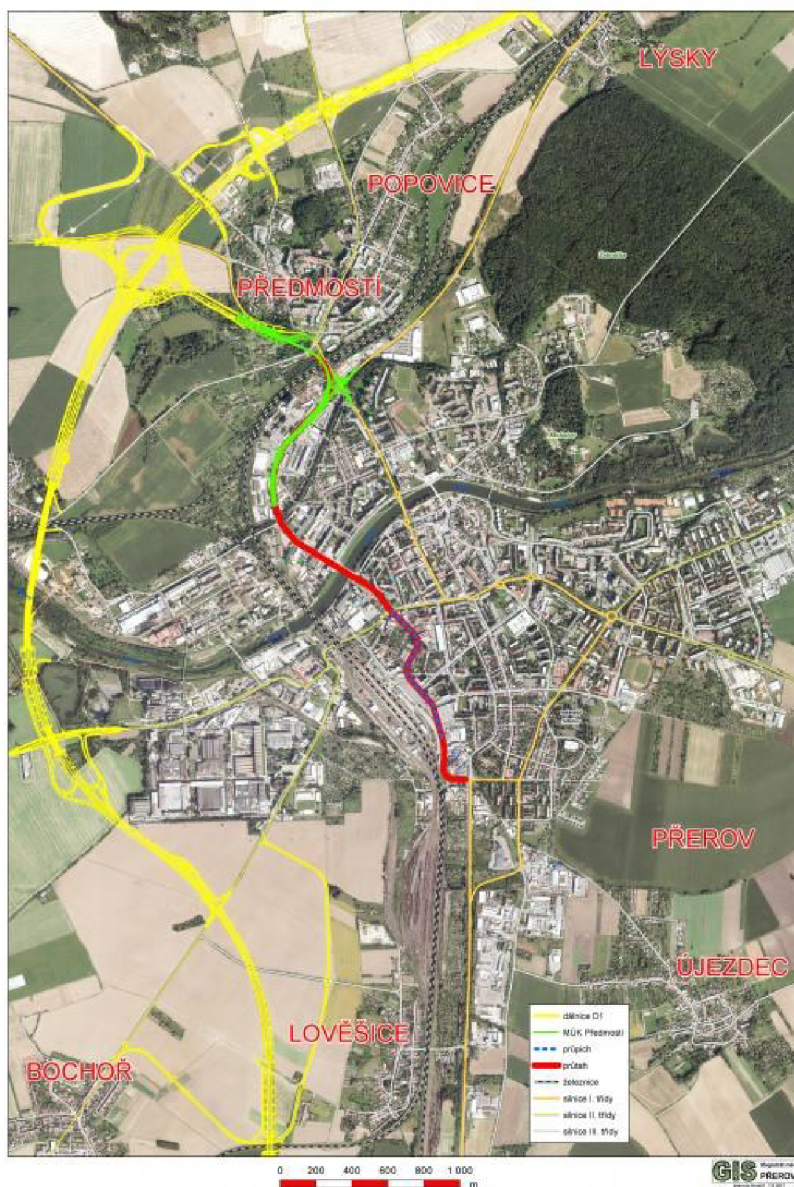 LÝSKY
POPOVICE
PŘEDMOSTÍ
PŘEROV
ÚJEZDEC
LOVĚŠICE
BOCHOŘ
dálnice D1
MÚK Předmostí
průpich
průtah
železnice
silnice I. třídy
silnice II. třídy
silnice III. třídy
0 200 400 600 800 1 000
m
GIS
PŘEROV